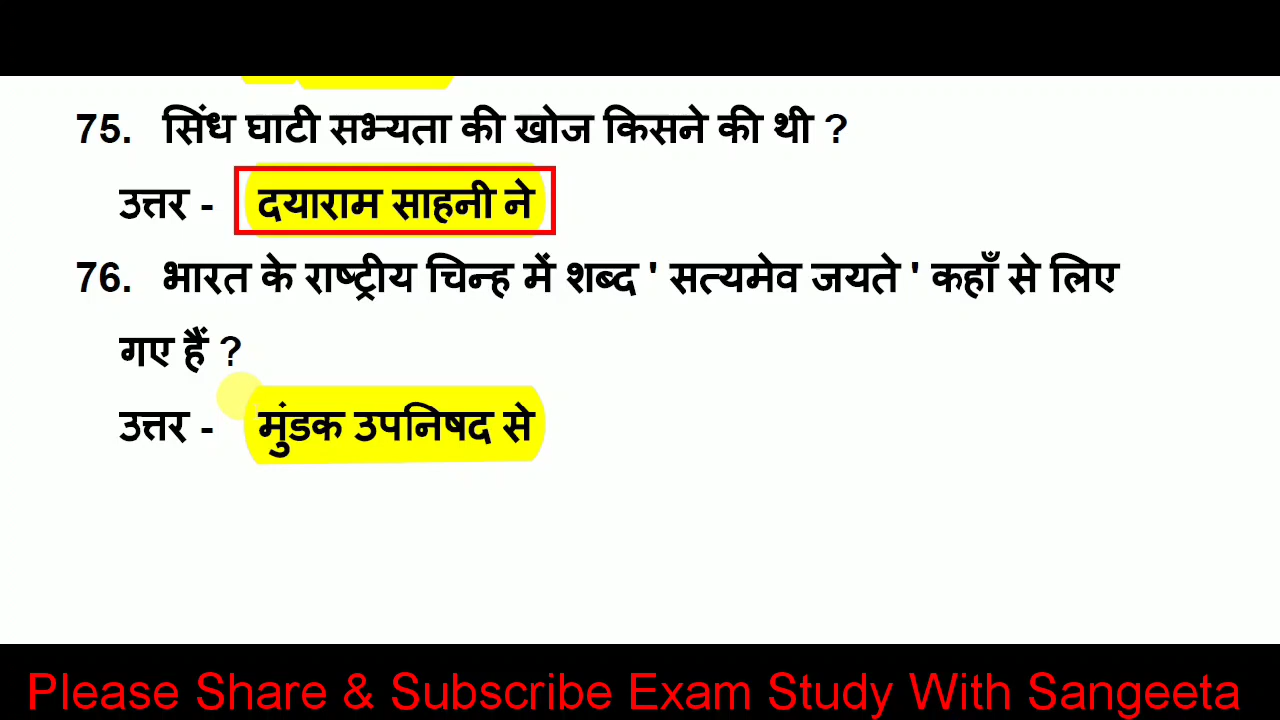 75. सिंध घाटी सभ्यता की खोज किसने की थी ?
उत्तर - दयाराम साहनी ने
76. भारत के राष्ट्रीय चिन्ह में शब्द ' सत्यमेव जयते ' कहाँ से लिए
गए हैं ?
उत्तर - मुंडक उपनिषद से
Please Share & Subscribe Exam Study With Sangeeta